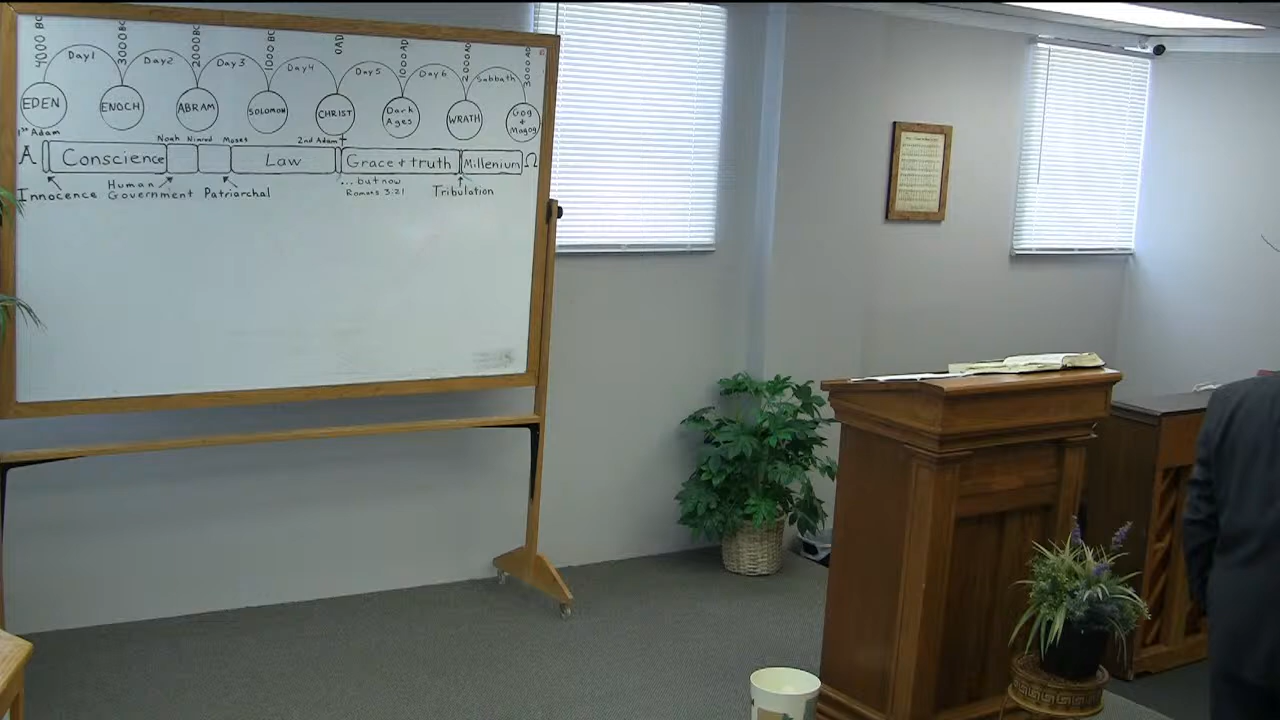 4000 BC 3000 BC 2000 BC 1000 BC 0 AD 1000 AD 2000 AD 3000 AD
Day 1 Day 2 Day 3 Day 4 Day 5 Day 6 Sabbath
EDEN ENOCH ABRAM SOLOMON CHRIST Dark Ages WRATH Gog + Magog
1st Adam Noah Nimrod Moses 2nd Adam
A Conscience Law Grace + truth Millenium Ω
Innocence Human Government Patriarchal ...but now Romans 3:21 Tribulation